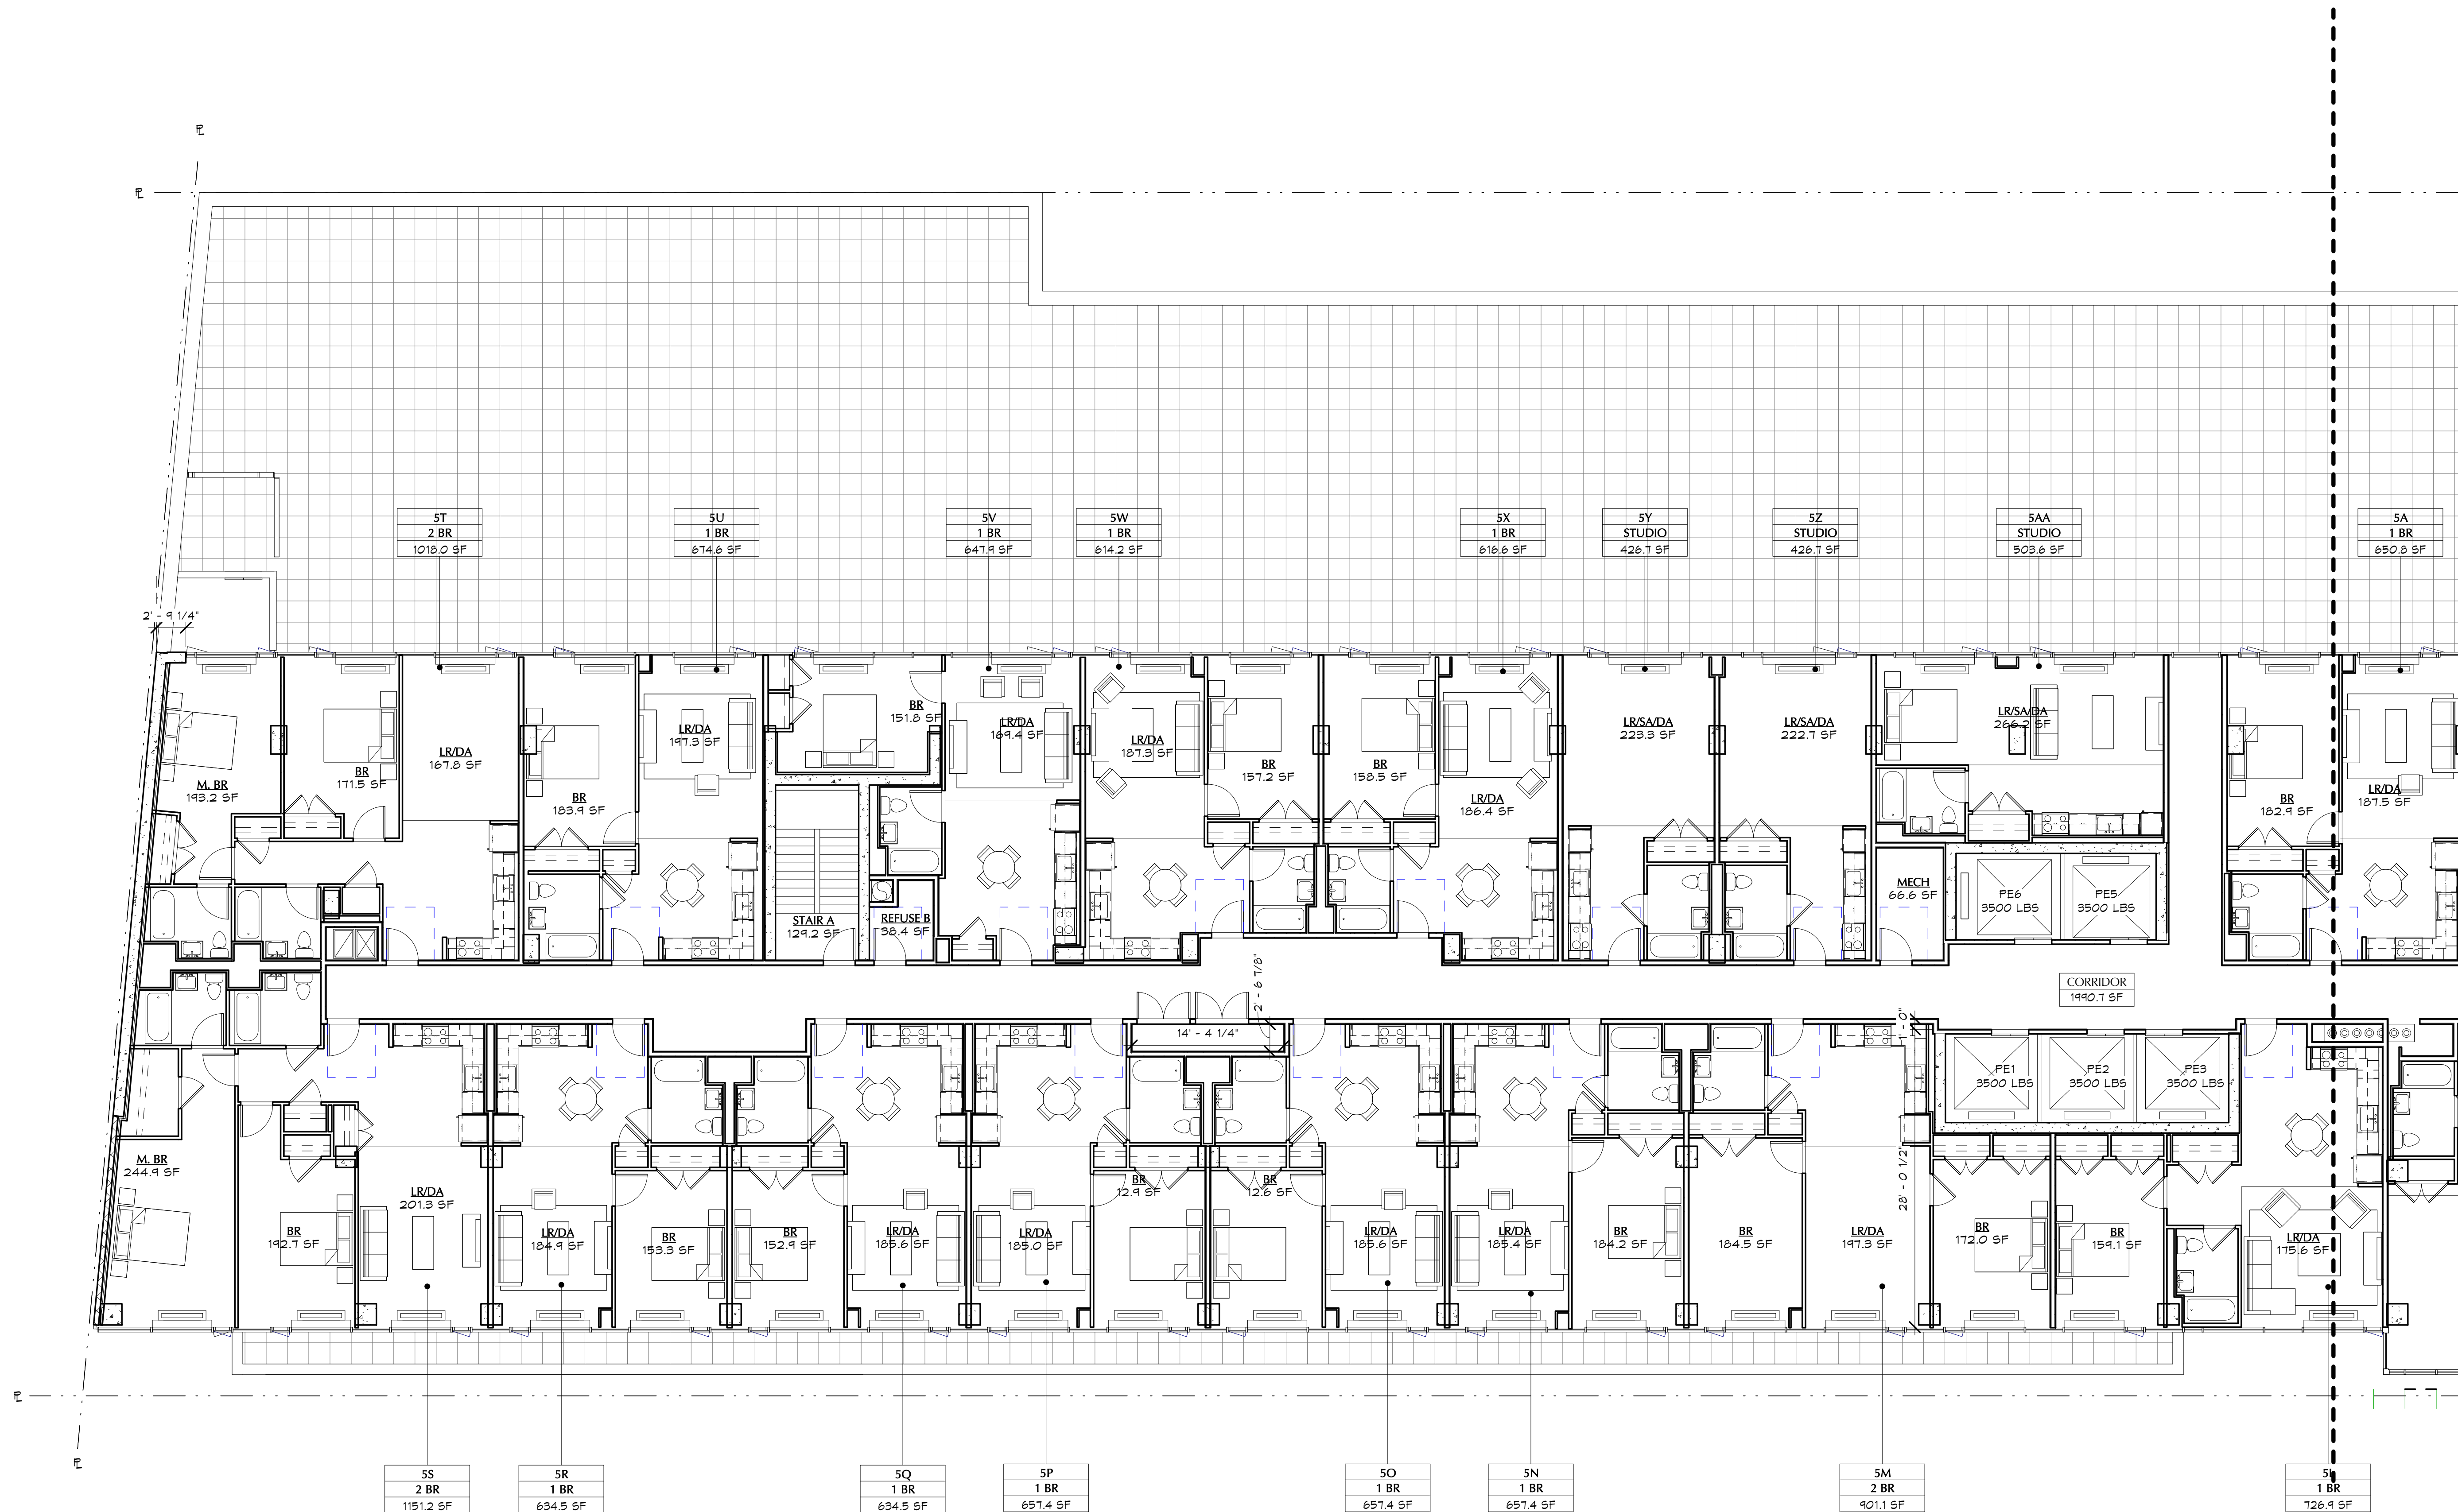 PL
PL
5T
2 BR
1018.0 SF
5U
1 BR
674.6 SF
5V
1 BR
647.9 SF
5W
1 BR
614.2 SF
5X
1 BR
616.6 SF
5Y
STUDIO
426.7 SF
5Z
STUDIO
426.7 SF
5AA
STUDIO
503.6 SF
5A
1 BR
650.8 SF
2' - 9 1/4"
M. BR
193.2 SF
BR
171.5 SF
LR/DA
167.8 SF
BR
183.9 SF
LR/DA
197.3 SF
BR
151.8 SF
LR/DA
169.4 SF
LR/DA
187.3 SF
BR
157.2 SF
BR
158.5 SF
LR/DA
186.4 SF
LR/SA/DA
223.3 SF
LR/SA/DA
222.7 SF
LR/SA/DA
266.2 SF
BR
182.9 SF
LR/DA
187.5 SF
STAIR A
129.2 SF
REFUSE B
38.4 SF
MECH
66.6 SF
PE6
3500 LBS
PE5
3500 LBS
CORRIDOR
1990.7 SF
2' - 6 7/8"
14' - 4 1/4"
1' - 0"
28' - 0 1/2"
PE1
3500 LBS
PE2
3500 LBS
PE3
3500 LBS
M. BR
244.9 SF
BR
192.7 SF
LR/DA
201.3 SF
LR/DA
184.9 SF
BR
153.3 SF
BR
152.9 SF
LR/DA
185.6 SF
LR/DA
185.0 SF
BR
12.9 SF
BR
12.6 SF
LR/DA
185.6 SF
LR/DA
185.4 SF
BR
184.2 SF
BR
184.5 SF
LR/DA
197.3 SF
BR
172.0 SF
BR
159.1 SF
LR/DA
175.6 SF
PL
PL
5S
2 BR
1151.2 SF
5R
1 BR
634.5 SF
5Q
1 BR
634.5 SF
5P
1 BR
657.4 SF
5O
1 BR
657.4 SF
5N
1 BR
657.4 SF
5M
2 BR
901.1 SF
1 BR
726.9 SF